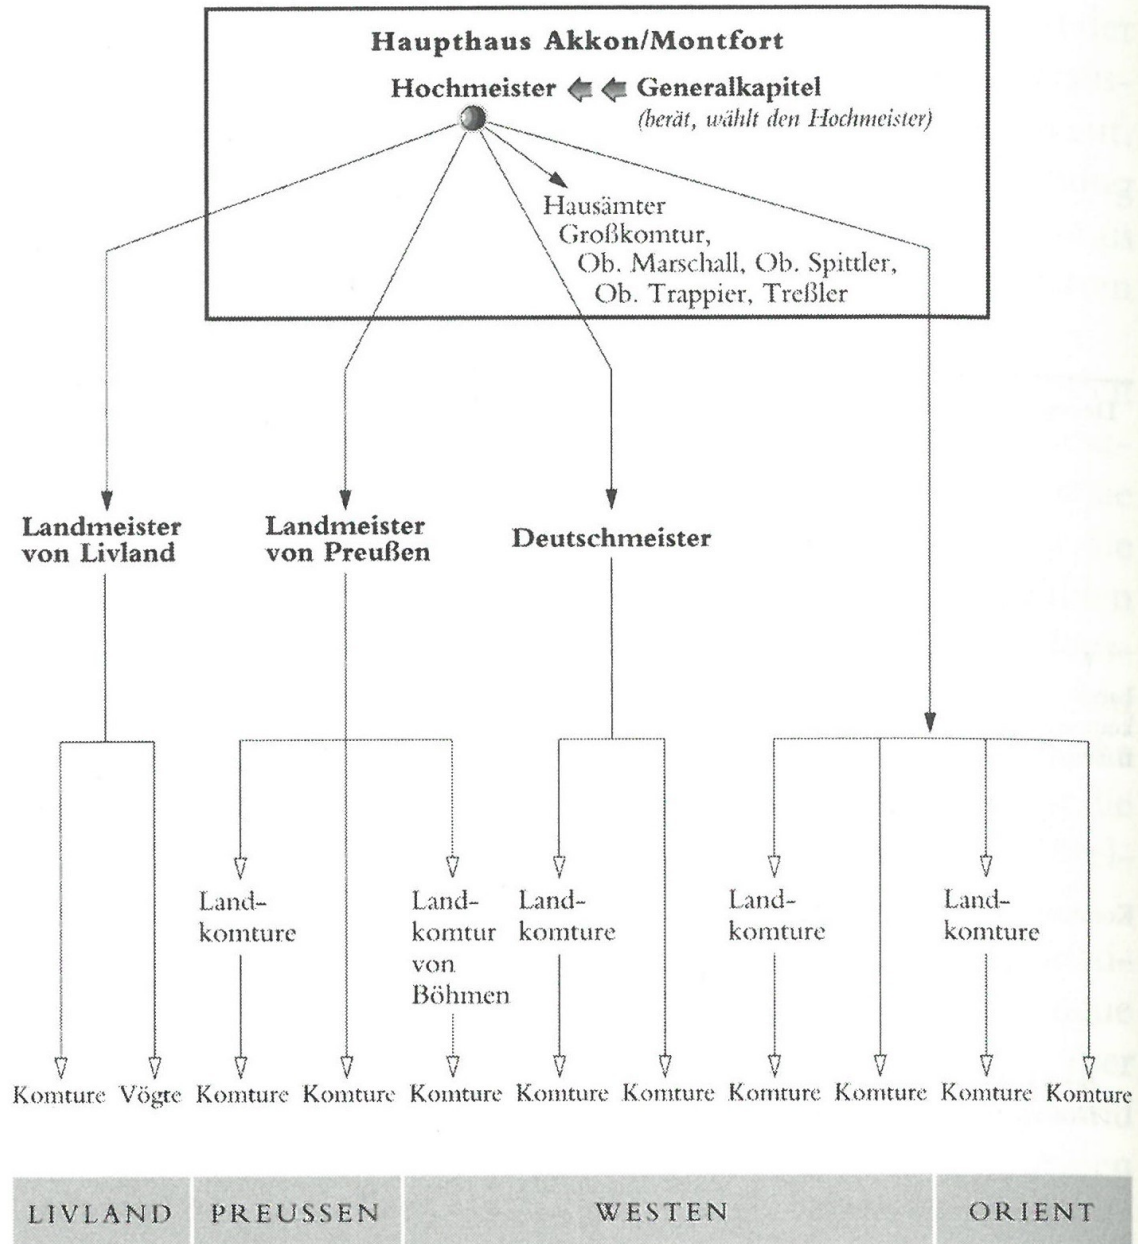 Haupthaus Akkon/Montfort
Hochmeister Generalkapitel
(berät, wählt den Hochmeister)
Hausämter
Großkomtur,
Ob. Marschall, Ob. Spittler,
Ob. Trappier, Treßler
Landmeister
von Livland
Landmeister
von Preußen
Deutschmeister
Land-
komture
Land-
komtur
von
Böhmen
Land-
komture
Land-
komture
Land-
komture
Komture Vögte Komture Komture Komture Komture Komture Komture Komture Komture Komture
LIVLAND PREUSSEN WESTEN ORIENT